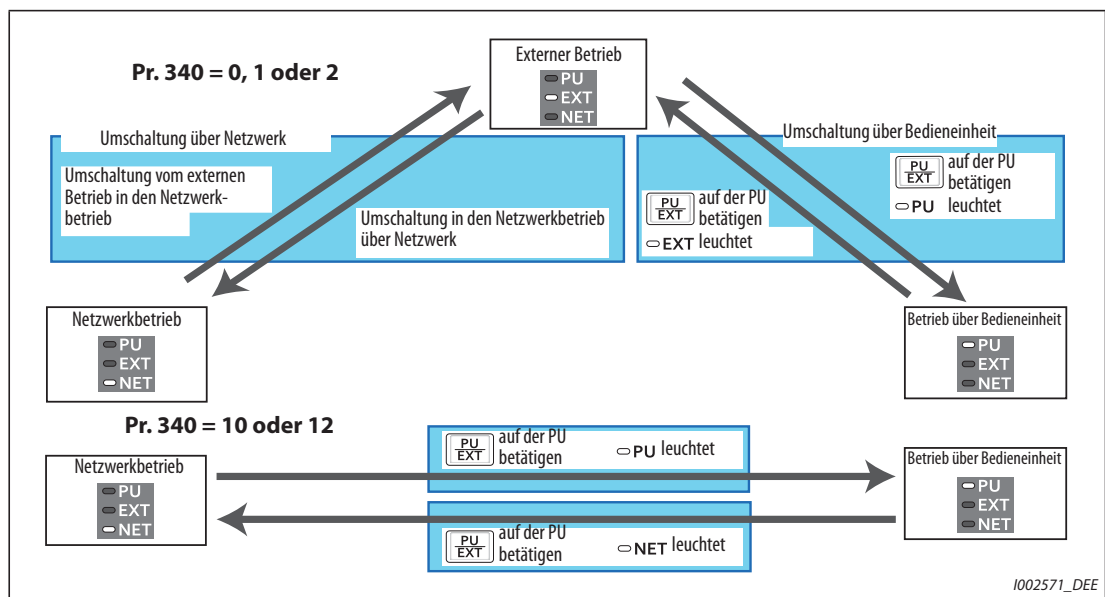 Pr. 340 = 0, 1 oder 2
Externer Betrieb
PU
EXT
NET
Umschaltung über Netzwerk
Umschaltung vom externen
Betrieb in den Netzwerk-
betrieb
Umschaltung in den Netzwerkbetrieb
über Netzwerk
Umschaltung über Bedieneinheit
PU
EXT
auf der PU
betätigen
PU leuchtet
PU
EXT
auf der PU
betätigen
EXT leuchtet
Netzwerkbetrieb
PU
EXT
NET
Betrieb über Bedieneinheit
PU
EXT
NET
Pr. 340 = 10 oder 12
Netzwerkbetrieb
PU
EXT
NET
PU
EXT
auf der PU
betätigen
PU leuchtet
PU
EXT
auf der PU
betätigen
NET leuchtet
Betrieb über Bedieneinheit
PU
EXT
NET
I002571_DEE